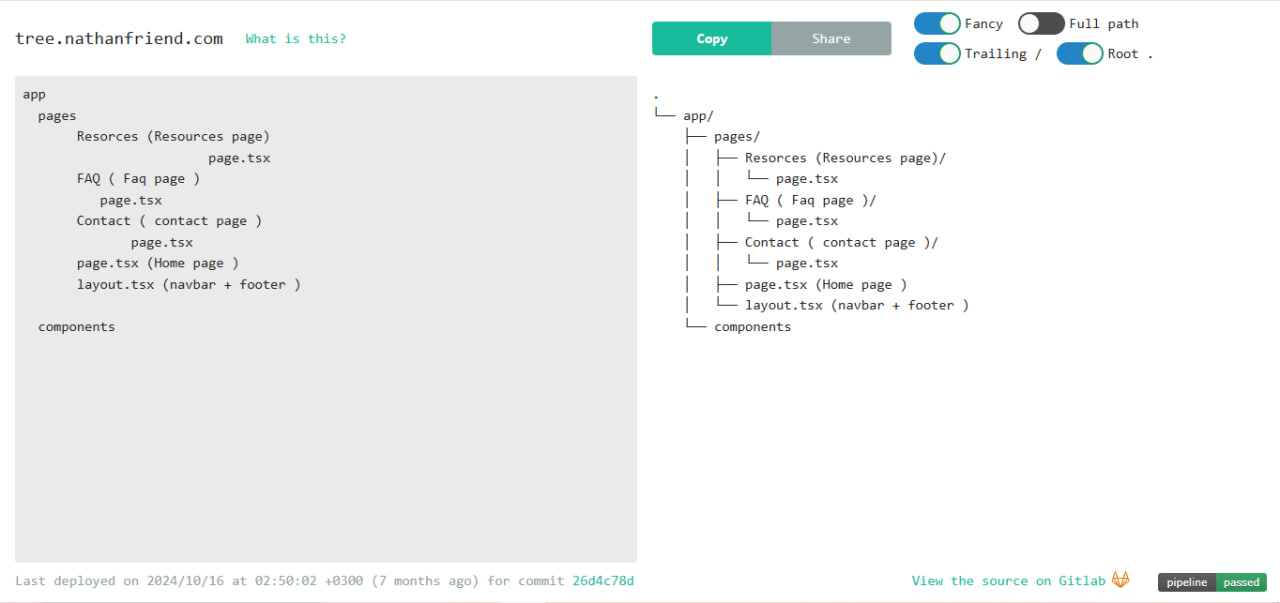 tree.nathanfriend.com What is this?
Copy Share
Fancy Full path
Trailing / Root .
app
pages
Resorces (Resources page)
page.tsx
FAQ ( Faq page )
page.tsx
Contact ( contact page )
page.tsx
page.tsx (Home page )
layout.tsx (navbar + footer )
components
.
└── app/
    ├── pages/
    │   ├── Resorces (Resources page)/
    │   │   └── page.tsx
    │   ├── FAQ ( Faq page )/
    │   │   └── page.tsx
    │   ├── Contact ( contact page )/
    │   │   └── page.tsx
    │   ├── page.tsx (Home page )
    │   └── layout.tsx (navbar + footer )
    └── components
Last deployed on 2024/10/16 at 02:50:02 +0300 (7 months ago) for commit 26d4c78d
View the source on Gitlab pipeline passed